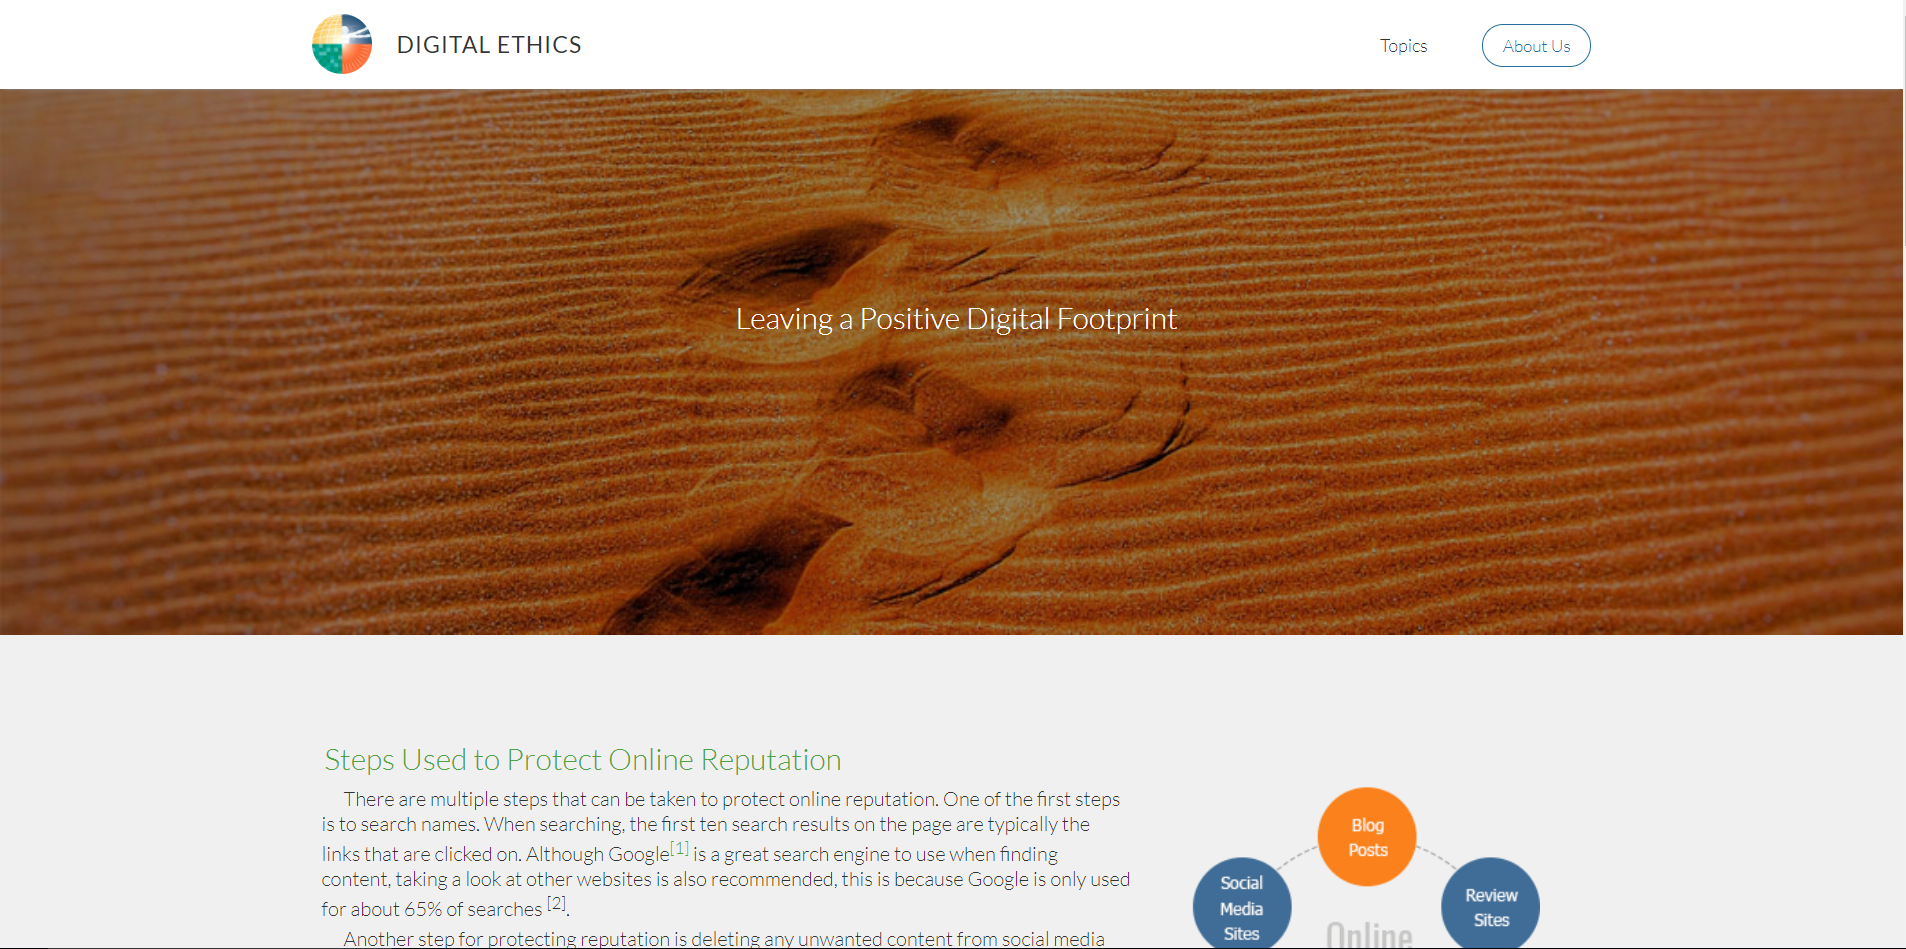 DIGITAL ETHICS
Topics
About Us
Leaving a Positive Digital Footprint
Steps Used to Protect Online Reputation
There are multiple steps that can be taken to protect online reputation. One of the first steps
is to search names. When searching, the first ten search results on the page are typically the
links that are clicked on. Although Google[1] is a great search engine to use when finding
content, taking a look at other websites is also recommended, this is because Google is only used
for about 65% of searches [2].
Another step for protecting reputation is deleting any unwanted content from social media
Blog
Posts
Social
Media
Sites
Review
Sites
Online